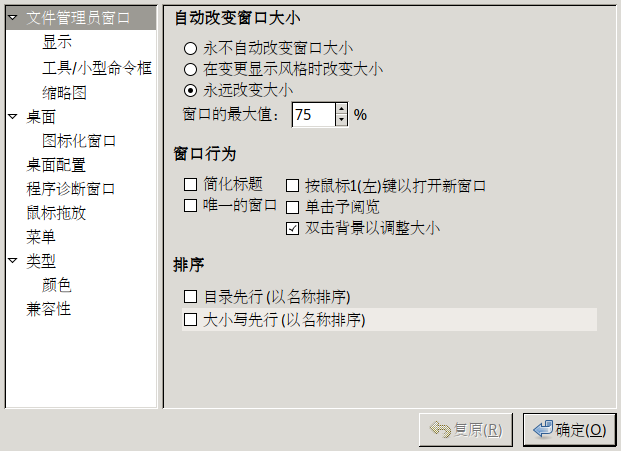 文件管理员窗口
显示
工具/小型命令框
缩略图
桌面
图标化窗口
桌面配置
程序诊断窗口
鼠标拖放
菜单
类型
颜色
兼容性
自动改变窗口大小
永不自动改变窗口大小
在变更显示风格时改变大小
永远改变大小
窗口的最大值: 75 %
窗口行为
简化标题
按鼠标1(左)键以打开新窗口
唯一的窗口
单击予阅览
双击背景以调整大小
排序
目录先行 (以名称排序)
大小写先行 (以名称排序)
复原(R)
确定(O)